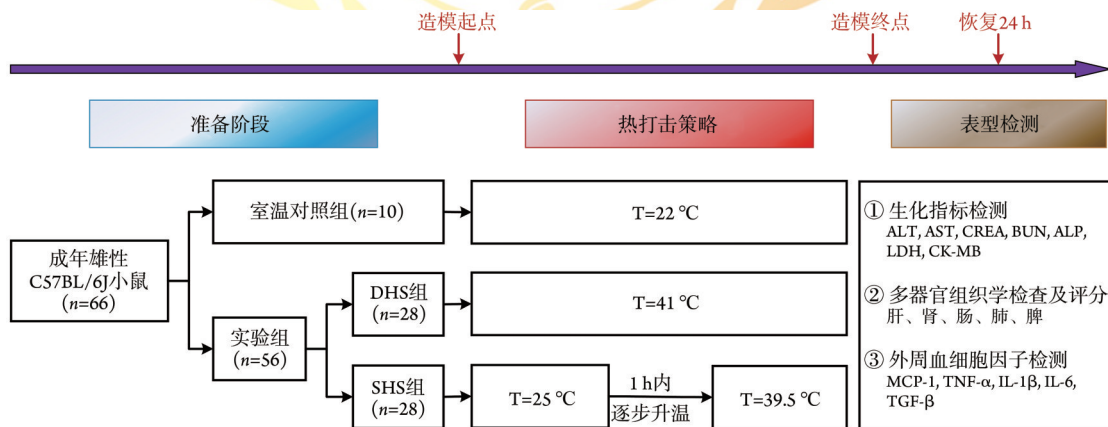 造模起点
造模终点
恢复24 h
准备阶段
热打击策略
表型检测
成年雄性
C57BL/6J小鼠
(n=66)
室温对照组(n=10)
T=22 ℃
实验组
(n=56)
DHS组
(n=28)
T=41 ℃
SHS组
(n=28)
T=25 ℃
1 h内
逐步升温
T=39.5 ℃
① 生化指标检测
ALT, AST, CREA, BUN, ALP,
LDH, CK-MB
② 多器官组织学检查及评分
肝、肾、肠、肺、脾
③ 外周血细胞因子检测
MCP-1, TNF-α, IL-1β, IL-6,
TGF-β